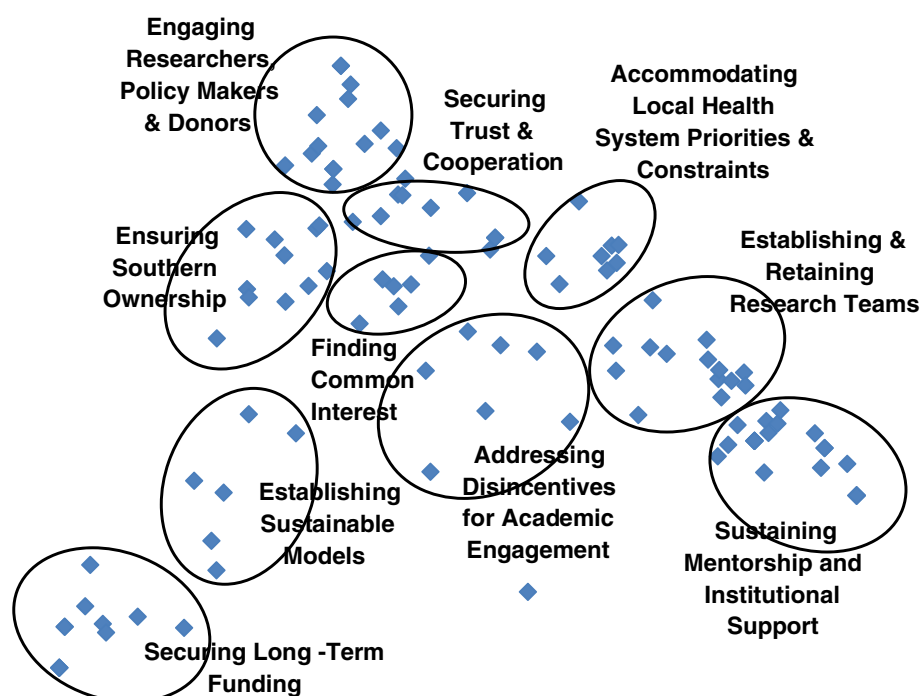 Engaging
Researchers,
Policy Makers
& Donors
Securing
Trust &
Cooperation
Accommodating
Local Health
System Priorities &
Constraints
Ensuring
Southern
Ownership
Establishing &
Retaining
Research Teams
Finding
Common
Interest
Addressing
Disincentives
for Academic
Engagement
Establishing
Sustainable
Models
Sustaining
Mentorship and
Institutional
Support
Securing Long -Term
Funding